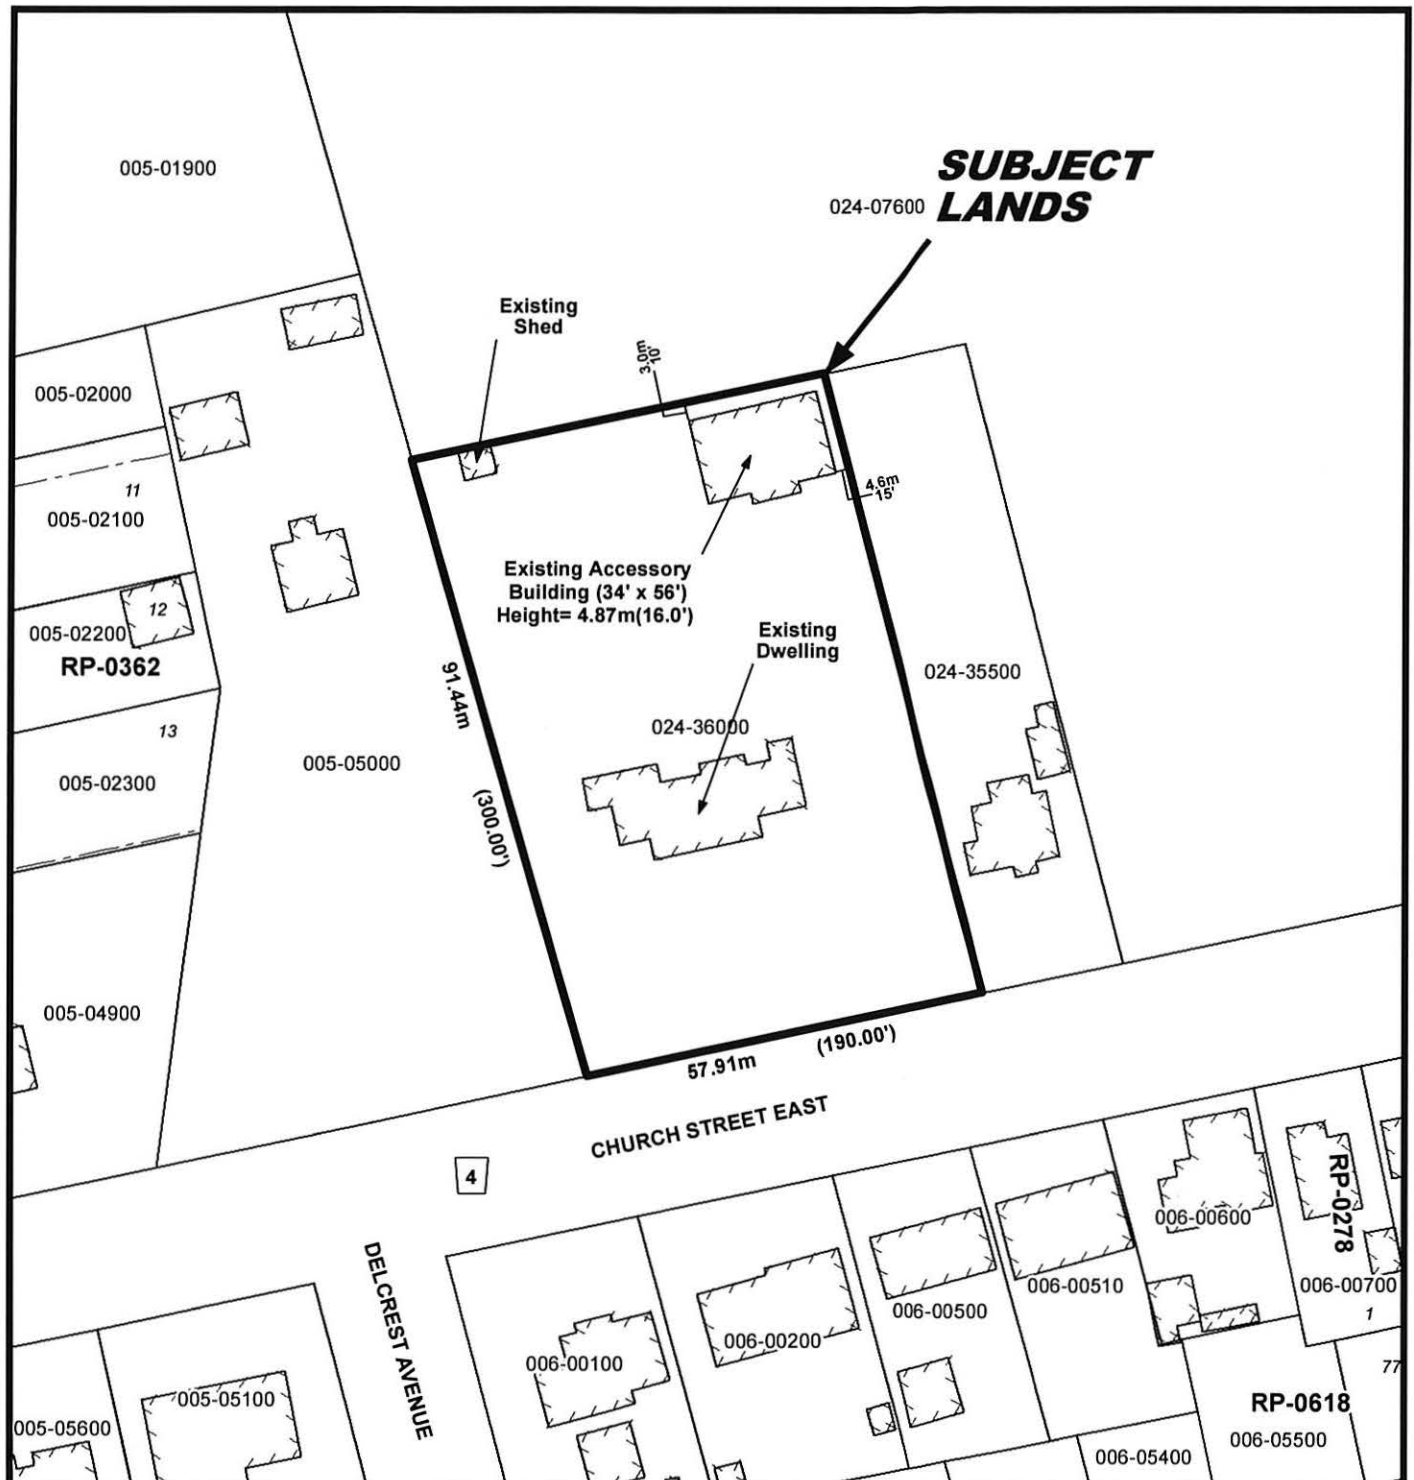 005-01900
SUBJECT
LANDS
024-07600
Existing
Shed
3.0m
10'
005-02000
11
005-02100
4.6m
15'
Existing Accessory
Building (34' x 56')
Height= 4.87m(16.0')
12
005-02200
RP-0362
Existing
Dwelling
024-35500
91.44m
(300.00')
024-36000
13
005-02300
005-05000
005-04900
57.91m
(190.00')
CHURCH STREET EAST
4
DELCREST AVENUE
RP-0278
006-00600
006-00510
006-00700
1
006-00500
006-00200
006-00100
77
005-05100
RP-0618
005-05600
006-05500
006-05400